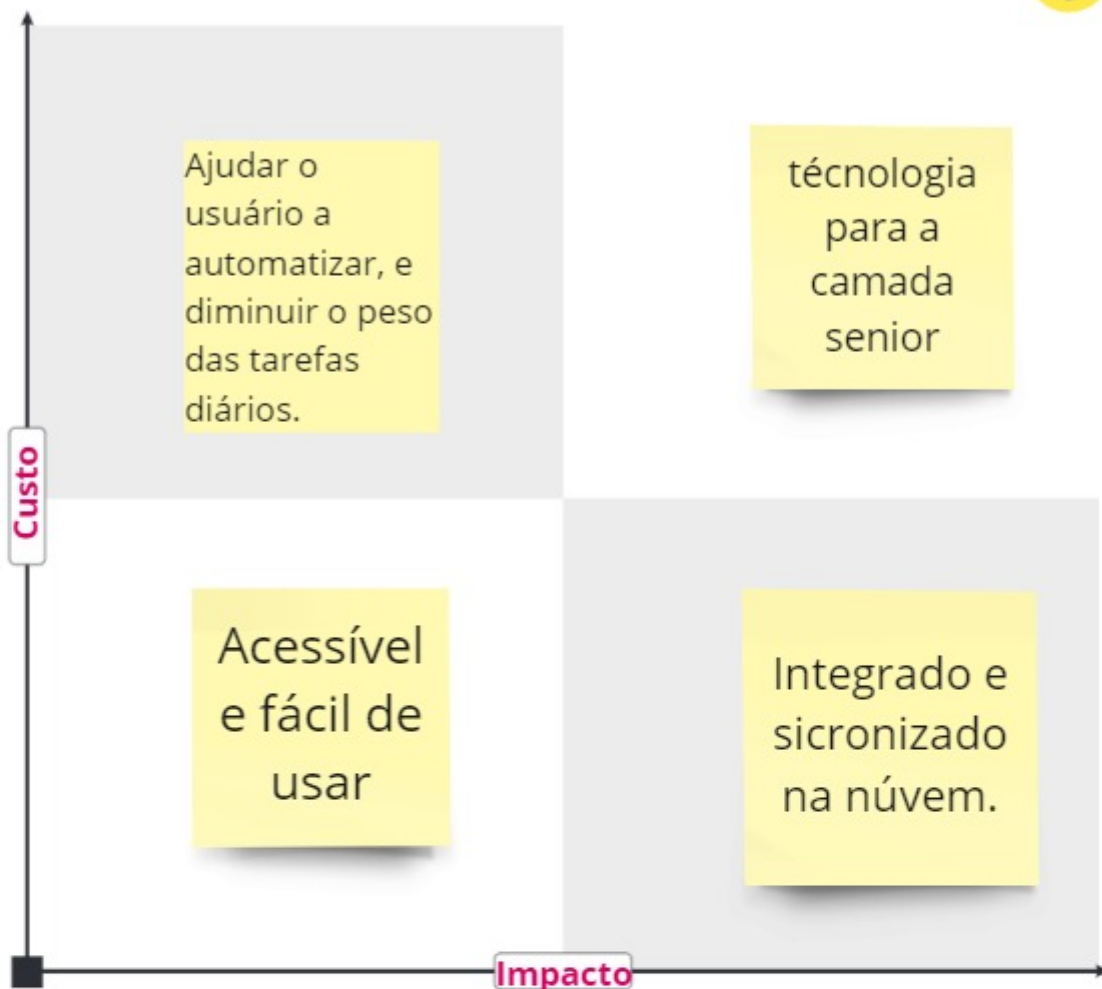 Ajudar o
usuário a
automatizar, e
diminuir o peso
das tarefas
diários.
técnologia
para a
camada
senior
Custo
Acessível
e fácil de
usar
Integrado e
sicronizado
na núvem.
Impacto